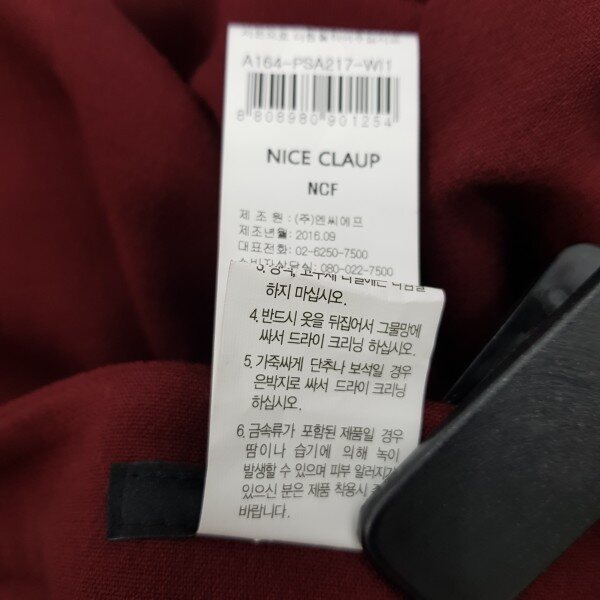 A164-PSA217-WI1
8 808980 901254
NICE CLAUP
NCF
제 조 원 : (주)엔씨에프
제조년월: 2016.09
대표전화: 02-6250-7500
소비자상담실: 080-022-7500
하지 마십시오.
4. 반드시 옷을 뒤집어서 그물망에
싸서 드라이 크리닝 하십시오.
5. 가죽싸게 단추나 보석일 경우
은박지로 싸서 드라이 크리닝
하십시오.
6. 금속류가 포함된 제품일 경우
땀이나 습기에 의해 녹이
발생할 수 있으며 피부 알러지가
있으신 분은 제품 착용시
바랍니다.